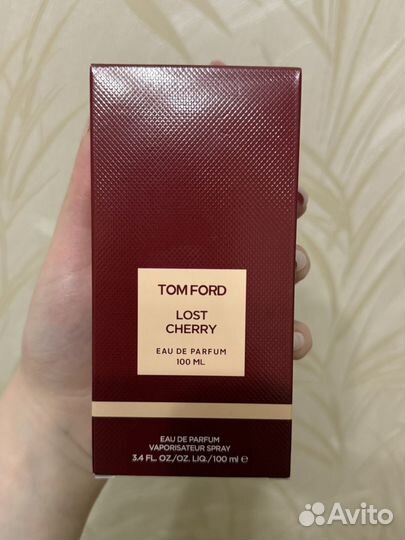 TOM FORD
LOST
CHERRY
EAU DE PARFUM
100 ML
EAU DE PARFUM
VAPORISATEUR SPRAY
3.4 FL. OZ./OZ. LIQ./100 ml ℮
Avito